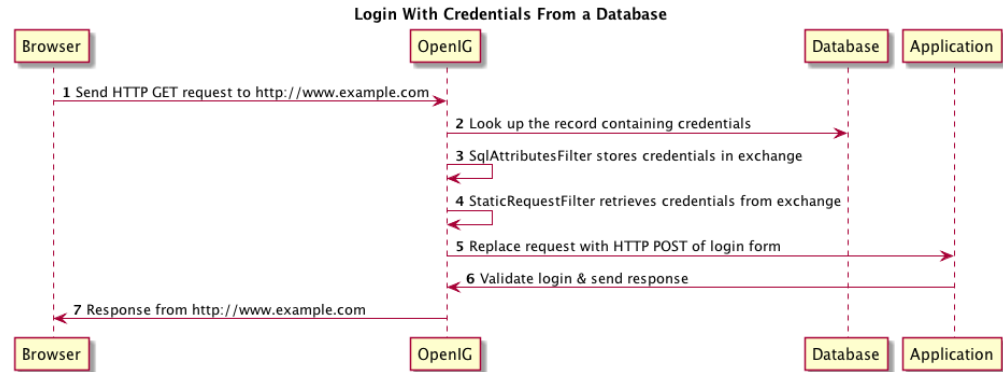 Login With Credentials From a Database
Browser
OpenIG
Database
Application
1 Send HTTP GET request to http://www.example.com
2 Look up the record containing credentials
3 SqlAttributesFilter stores credentials in exchange
4 StaticRequestFilter retrieves credentials from exchange
5 Replace request with HTTP POST of login form
6 Validate login & send response
7 Response from http://www.example.com
Browser
OpenIG
Database
Application